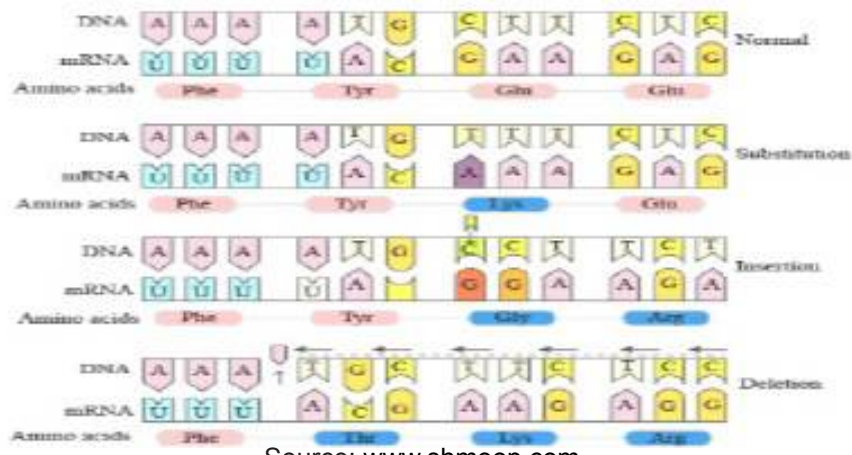 DNA A A A A T G C T T C T C
Normal
mRNA U U U U A C G A A G A G
Amino acids Phe Tyr Glu Glu
DNA A A A A T G T T T C T C
Substitution
mRNA U U U U A C A A A G A G
Amino acids Phe Tyr Lys Glu
DNA A A A A T G C C T T C T
Insertion
mRNA U U U U A G G A A G A
Amino acids Phe Tyr Gly Arg
DNA A A A T G C T T C T C C
Deletion
mRNA U U U A C G A A G A G G
Amino acids Phe Thr Lys Arg